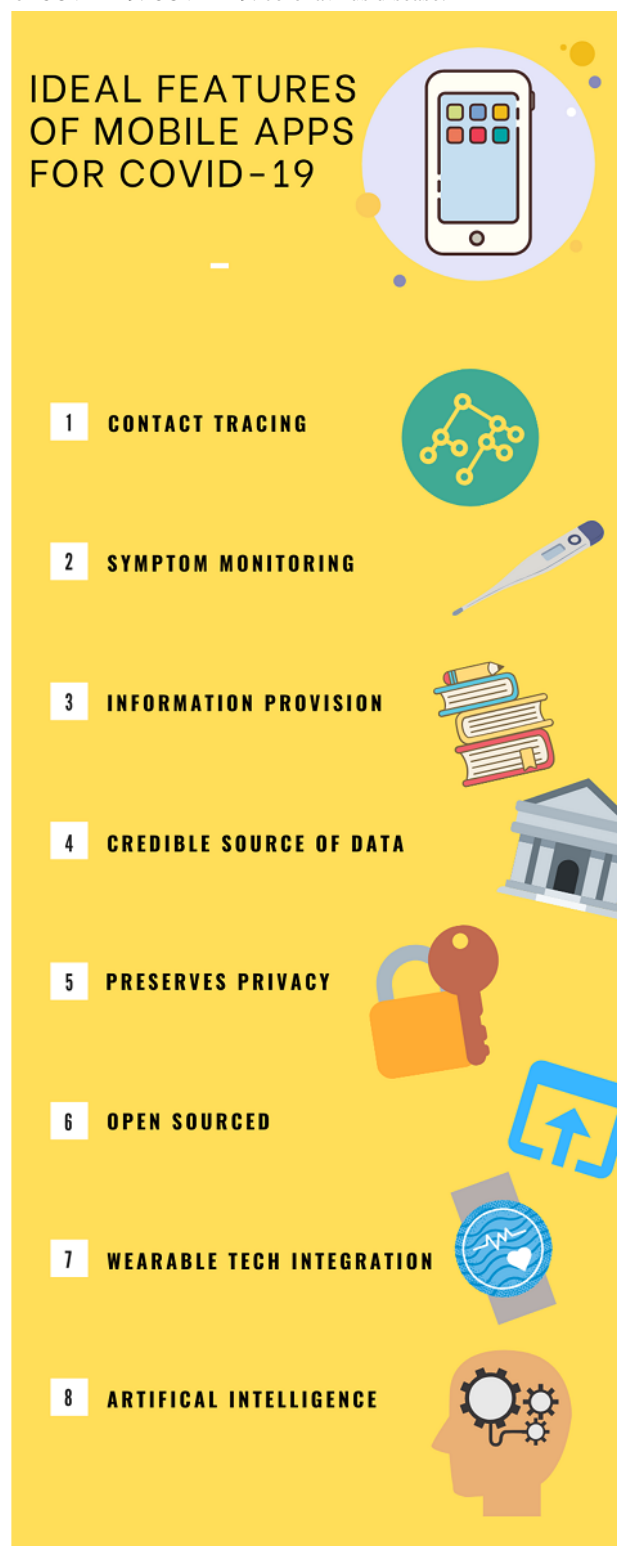 IDEAL FEATURES
OF MOBILE APPS
FOR COVID-19
1 CONTACT TRACING
2 SYMPTOM MONITORING
3 INFORMATION PROVISION
4 CREDIBLE SOURCE OF DATA
5 PRESERVES PRIVACY
6 OPEN SOURCED
7 WEARABLE TECH INTEGRATION
8 ARTIFICAL INTELLIGENCE